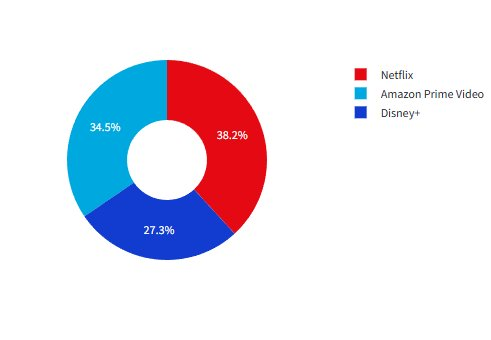 Netflix
Amazon Prime Video
Disney+
34.5%
38.2%
27.3%